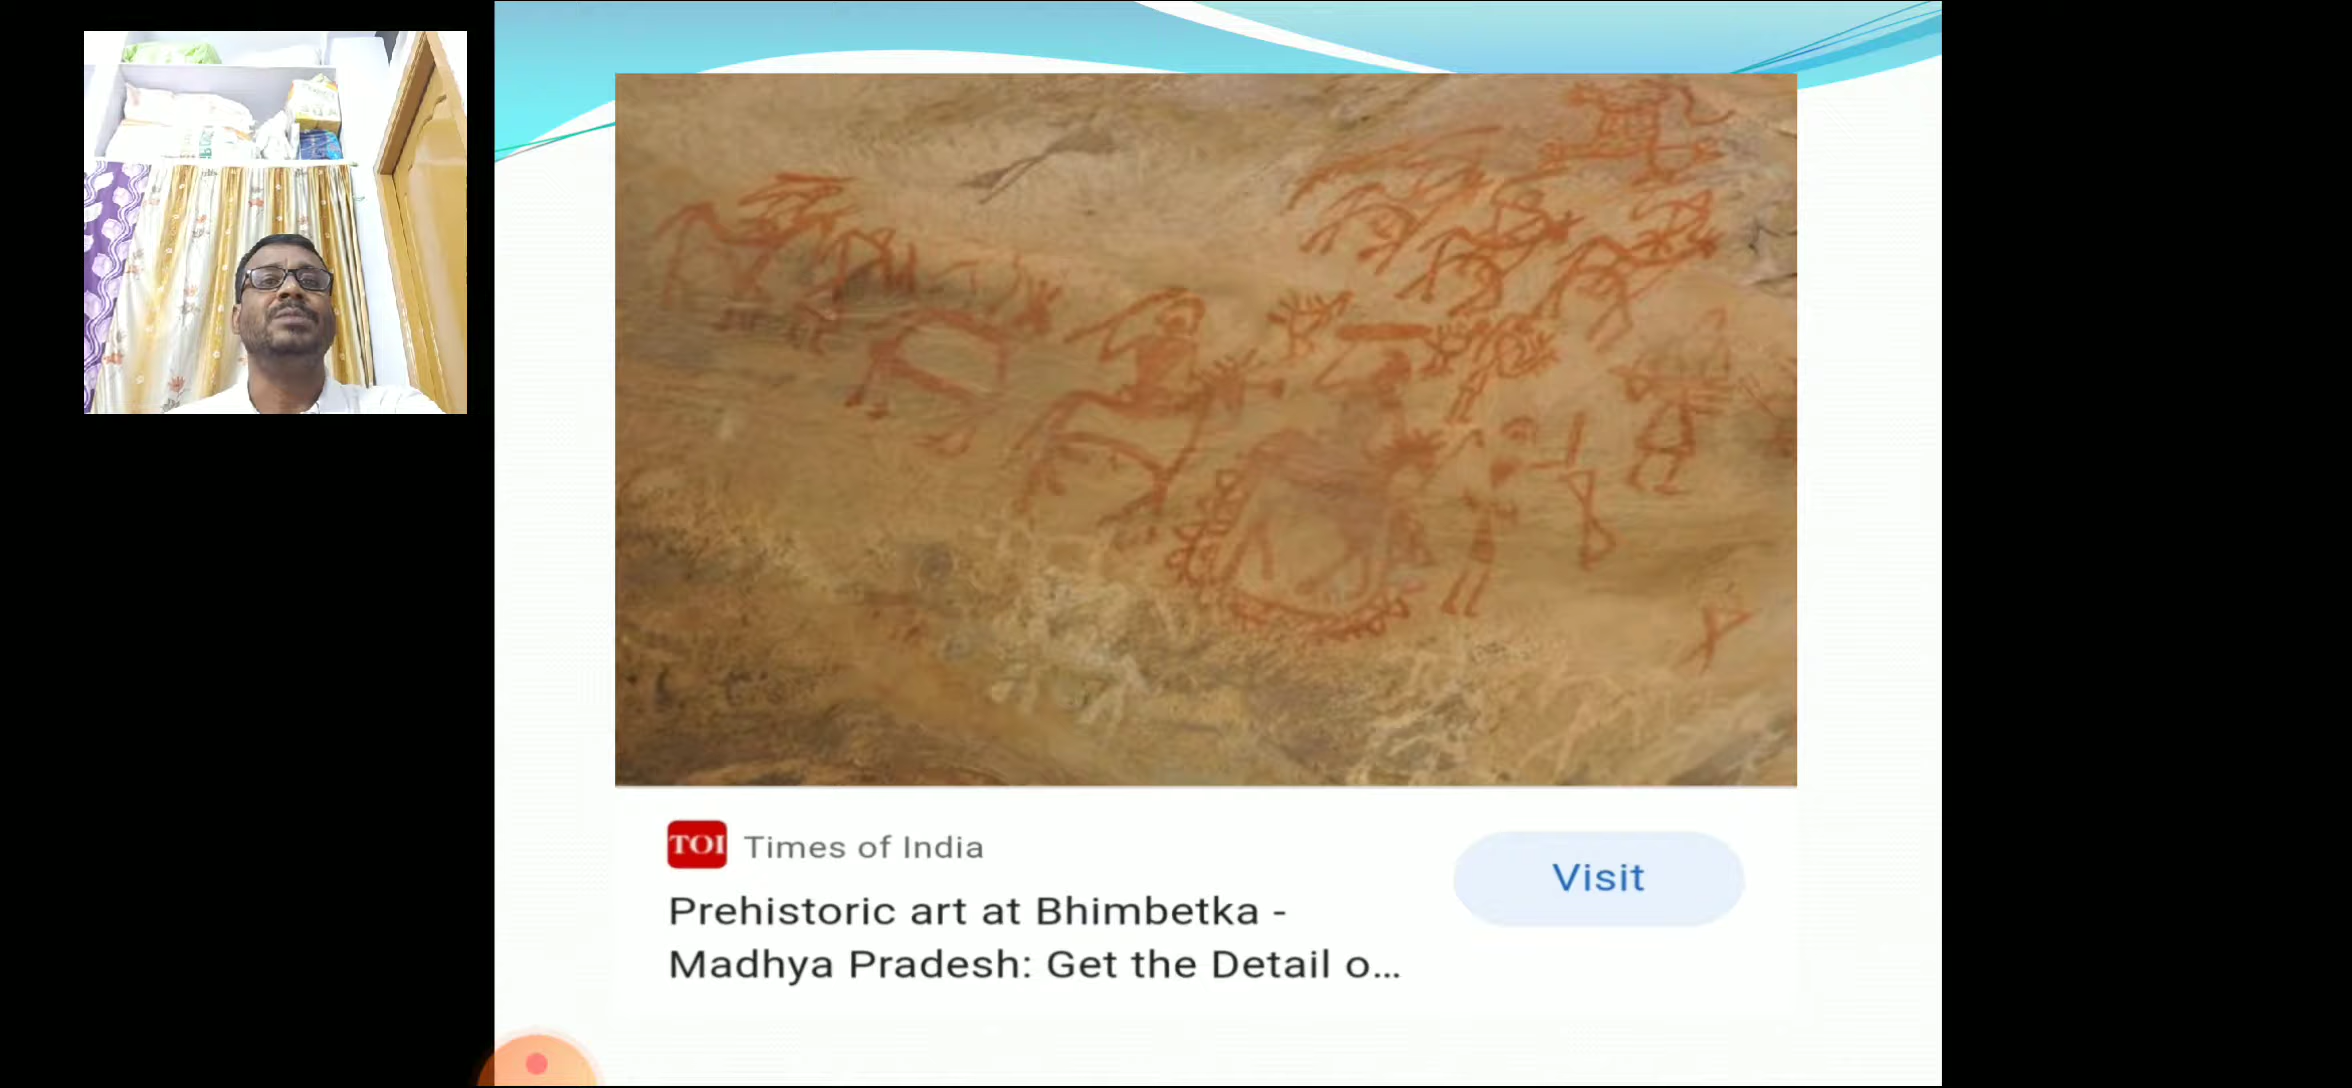 TOI Times of India
Visit
Prehistoric art at Bhimbetka -
Madhya Pradesh: Get the Detail o...